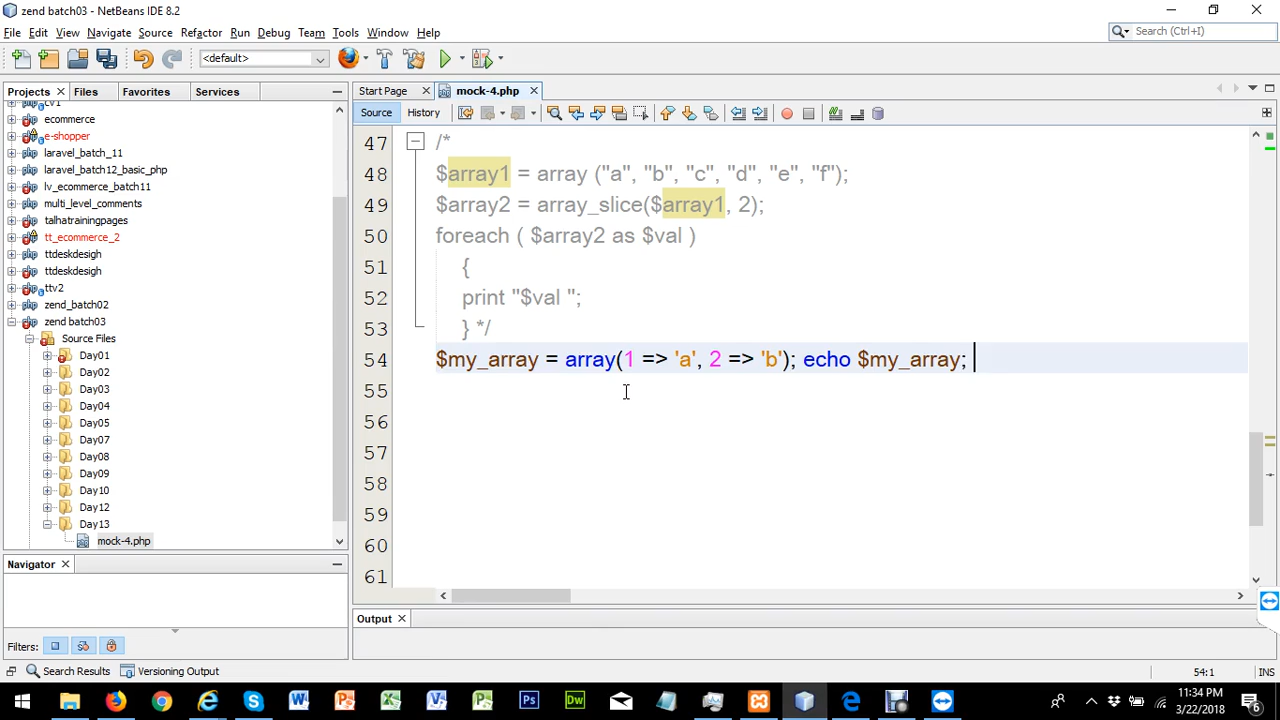 zend batch03 - NetBeans IDE 8.2
File Edit View Navigate Source Refactor Run Debug Team Tools Window Help
Search (Ctrl+I)
<default>
Projects Files Favorites Services
cv1
ecommerce
e-shopper
laravel_batch_11
laravel_batch12_basic_php
lv_ecommerce_batch11
multi_level_comments
talhatrainingpages
tt_ecommerce_2
ttdeskdesigh
ttdeskdesigh
ttv2
zend_batch02
zend batch03
Source Files
Day01
Day02
Day03
Day04
Day05
Day07
Day08
Day09
Day10
Day12
Day13
mock-4.php
Navigator
Filters:
Start Page mock-4.php
Source History
47 /*
48 $array1 = array ("a", "b", "c", "d", "e", "f");
49 $array2 = array_slice($array1, 2);
50 foreach ( $array2 as $val )
51 {
52 print "$val ";
53 } */
54 $my_array = array(1 => 'a', 2 => 'b'); echo $my_array;
55
56
57
58
59
60
61
Output
Search Results Versioning Output
54:1 INS
11:34 PM
3/22/2018